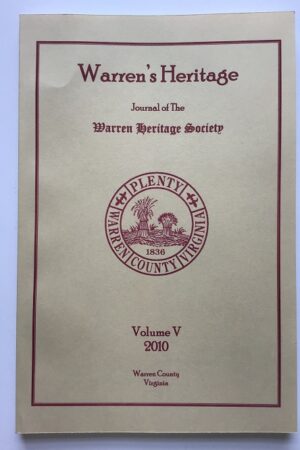 Warren's Heritage
Journal of The
Warren Heritage Society
PLENTY
WARREN COUNTY VIRGINIA
1836
Volume V
2010
Warren County
Virginia